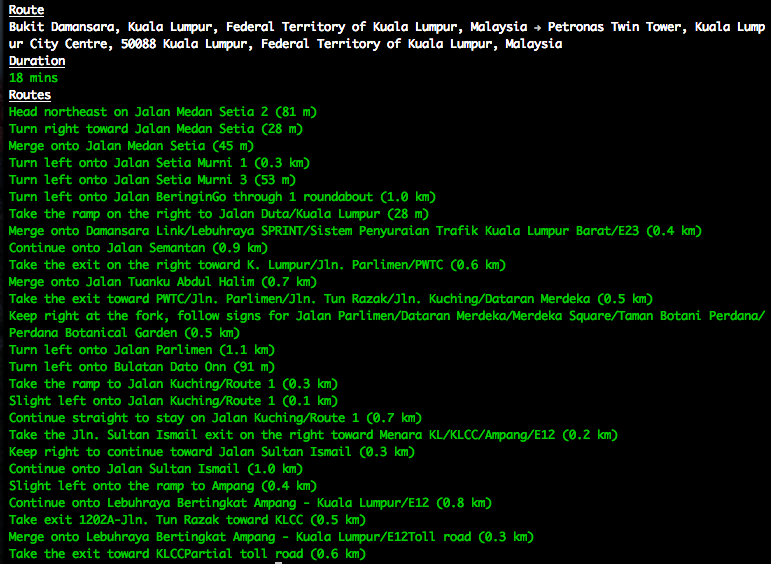 Route
Bukit Damansara, Kuala Lumpur, Federal Territory of Kuala Lumpur, Malaysia → Petronas Twin Tower, Kuala Lump
ur City Centre, 50088 Kuala Lumpur, Federal Territory of Kuala Lumpur, Malaysia
Duration
18 mins
Routes
Head northeast on Jalan Medan Setia 2 (81 m)
Turn right toward Jalan Medan Setia (28 m)
Merge onto Jalan Medan Setia (45 m)
Turn left onto Jalan Setia Murni 1 (0.3 km)
Turn left onto Jalan Setia Murni 3 (53 m)
Turn left onto Jalan BeringinGo through 1 roundabout (1.0 km)
Take the ramp on the right to Jalan Duta/Kuala Lumpur (28 m)
Merge onto Damansara Link/Lebuhraya SPRINT/Sistem Penyuraian Trafik Kuala Lumpur Barat/E23 (0.4 km)
Continue onto Jalan Semantan (0.9 km)
Take the exit on the right toward K. Lumpur/Jln. Parlimen/PWTC (0.6 km)
Merge onto Jalan Tuanku Abdul Halim (0.7 km)
Take the exit toward PWTC/Jln. Parlimen/Jln. Tun Razak/Jln. Kuching/Dataran Merdeka (0.5 km)
Keep right at the fork, follow signs for Jalan Parlimen/Dataran Merdeka/Merdeka Square/Taman Botani Perdana/
Perdana Botanical Garden (0.5 km)
Turn left onto Jalan Parlimen (1.1 km)
Turn left onto Bulatan Dato Onn (91 m)
Take the ramp to Jalan Kuching/Route 1 (0.3 km)
Slight left onto Jalan Kuching/Route 1 (0.1 km)
Continue straight to stay on Jalan Kuching/Route 1 (0.7 km)
Take the Jln. Sultan Ismail exit on the right toward Menara KL/KLCC/Ampang/E12 (0.2 km)
Keep right to continue toward Jalan Sultan Ismail (0.3 km)
Continue onto Jalan Sultan Ismail (1.0 km)
Slight left onto the ramp to Ampang (0.4 km)
Continue onto Lebuhraya Bertingkat Ampang - Kuala Lumpur/E12 (0.8 km)
Take exit 1202A-Jln. Tun Razak toward KLCC (0.5 km)
Merge onto Lebuhraya Bertingkat Ampang - Kuala Lumpur/E12Toll road (0.3 km)
Take the exit toward KLCCPartial toll road (0.6 km)